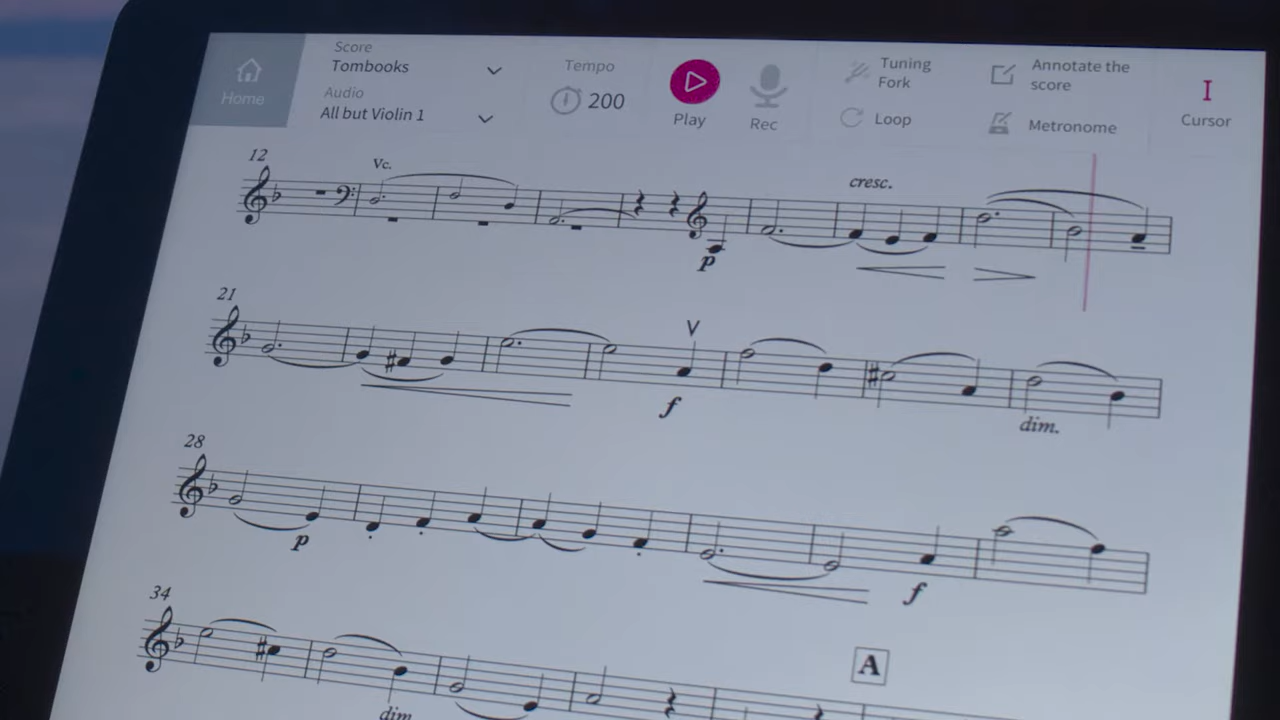 Score
Tombooks
Audio
All but Violin 1
Home
Tempo
200
Play
Rec
Tuning
Fork
Loop
Annotate the
score
Metronome
Cursor
12
Vc.
cresc.
p
21
V
f
dim.
28
p
f
34
A
dim